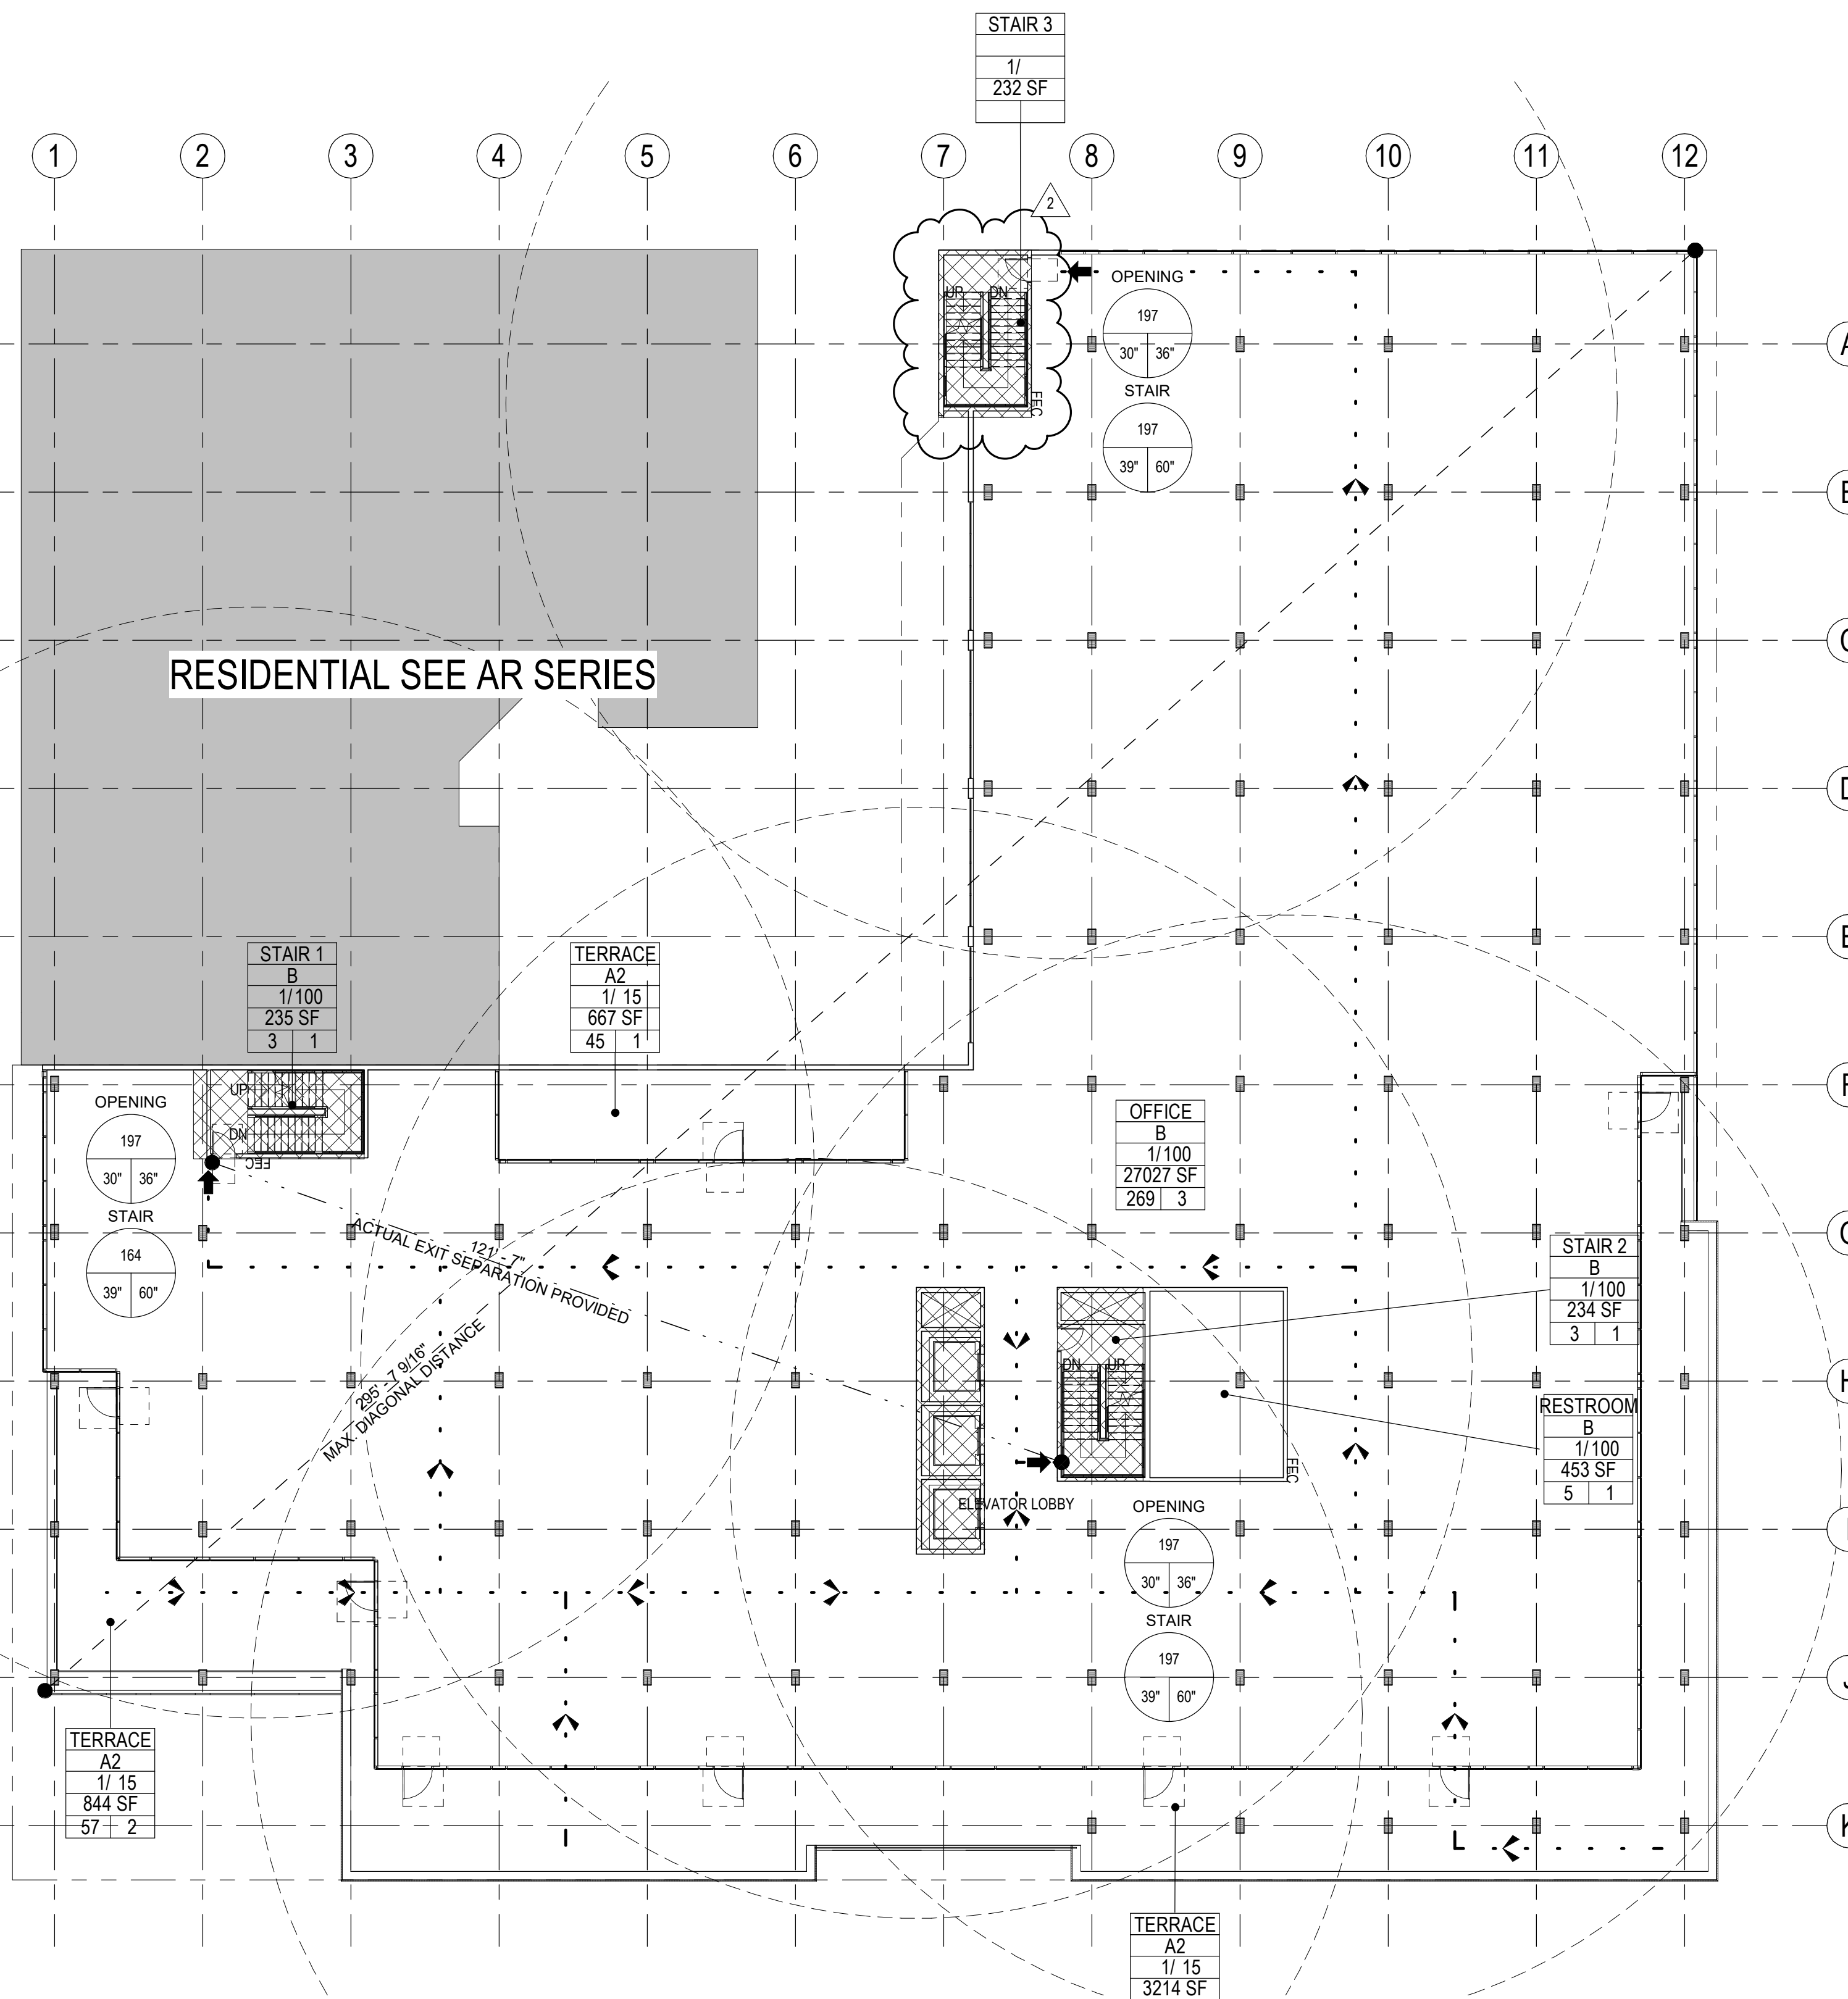 STAIR 3
1/
232 SF
1
2
3
4
5
6
7
8
9
10
11
12
2
UP
DN
FEC
OPENING
197
30" 36"
STAIR
197
39" 60"
A
B
C
D
E
F
G
H
J
K
RESIDENTIAL SEE AR SERIES
STAIR 1
B
1/100
235 SF
3 1
TERRACE
A2
1/ 15
667 SF
45 1
UP
DN
FEC
OPENING
197
30" 36"
STAIR
164
39" 60"
OFFICE
B
1/100
27027 SF
269 3
121' - 7"
ACTUAL EXIT SEPARATION PROVIDED
295' - 7 9/16"
MAX. DIAGONAL DISTANCE
STAIR 2
B
1/100
234 SF
3 1
DN
UP
RESTROOM
B
1/100
453 SF
5 1
FEC
ELEVATOR LOBBY
OPENING
197
30" 36"
STAIR
197
39" 60"
TERRACE
A2
1/ 15
844 SF
57 2
TERRACE
A2
1/ 15
3214 SF